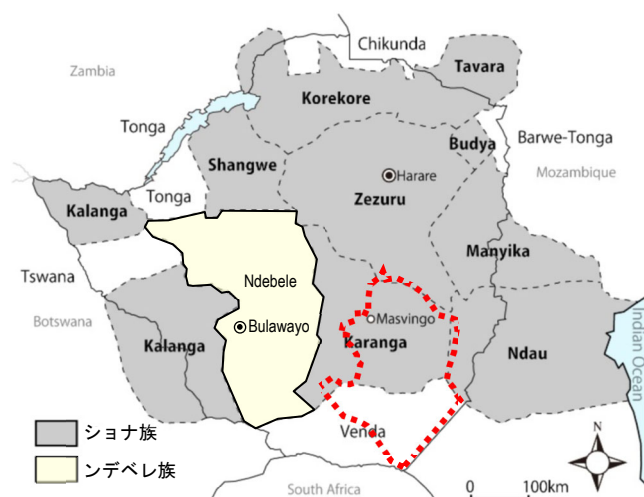 Chikunda
Zambia
Tavara
Korekore
Tonga
Budya
Barwe-Tonga
Shangwe
Harare
Mozambique
Tonga
Zezuru
Kalanga
Manyika
Tswana
Ndebele
Botswana
Bulawayo
Masvingo
Kalanga
Karanga
Ndau
Indian Ocean
ショナ族
Venda
N
ンデベレ族
South Africa
0 100km